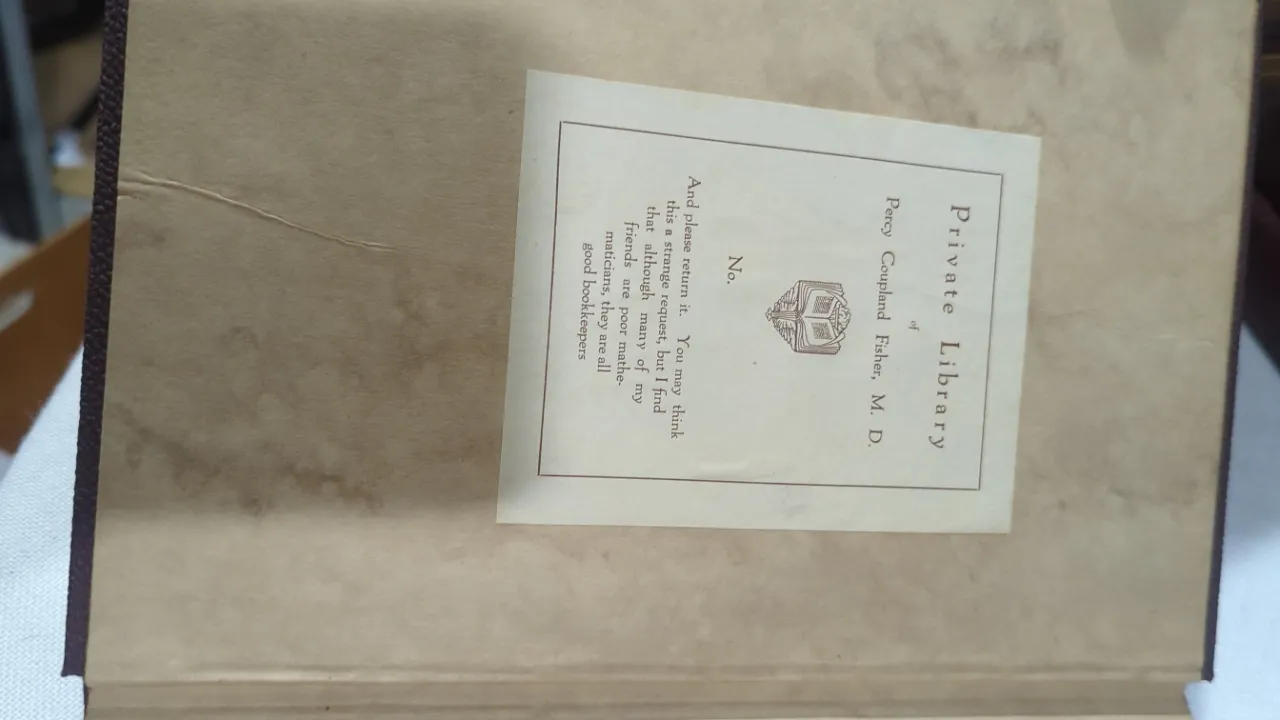 Private Library
of
Percy Coupland Fisher, M. D.
No.
And please return it. You may think
this a strange request, but I find
that although many of my
friends are poor mathe-
maticians, they are all
good bookkeepers